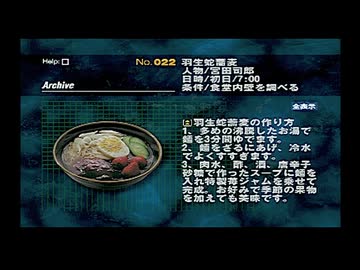 Help: □
No.022 羽生蛇蕎麦
人物/宮田司郎
日時/初日/7:00
条件/食堂内壁を調べる
Archive
全表示
羽生蛇蕎麦の作り方
1、多めの沸騰したお湯で
麺を3分間ゆでます。
2、麺をざるにあげ、冷水
でよくすすぎます。
3、肉水、酢、酒、唐辛子
砂糖で作ったスープに麺を
入れ特製苺ジャムを乗せて
完成。お好みで季節の果物
を加えても美味です。